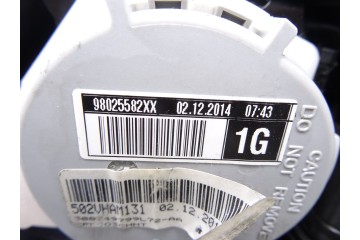 98025582XX 02.12.2014 07:43
1G
CAUTION
DO NOT REMOVE
502VHAM131 02.12.20